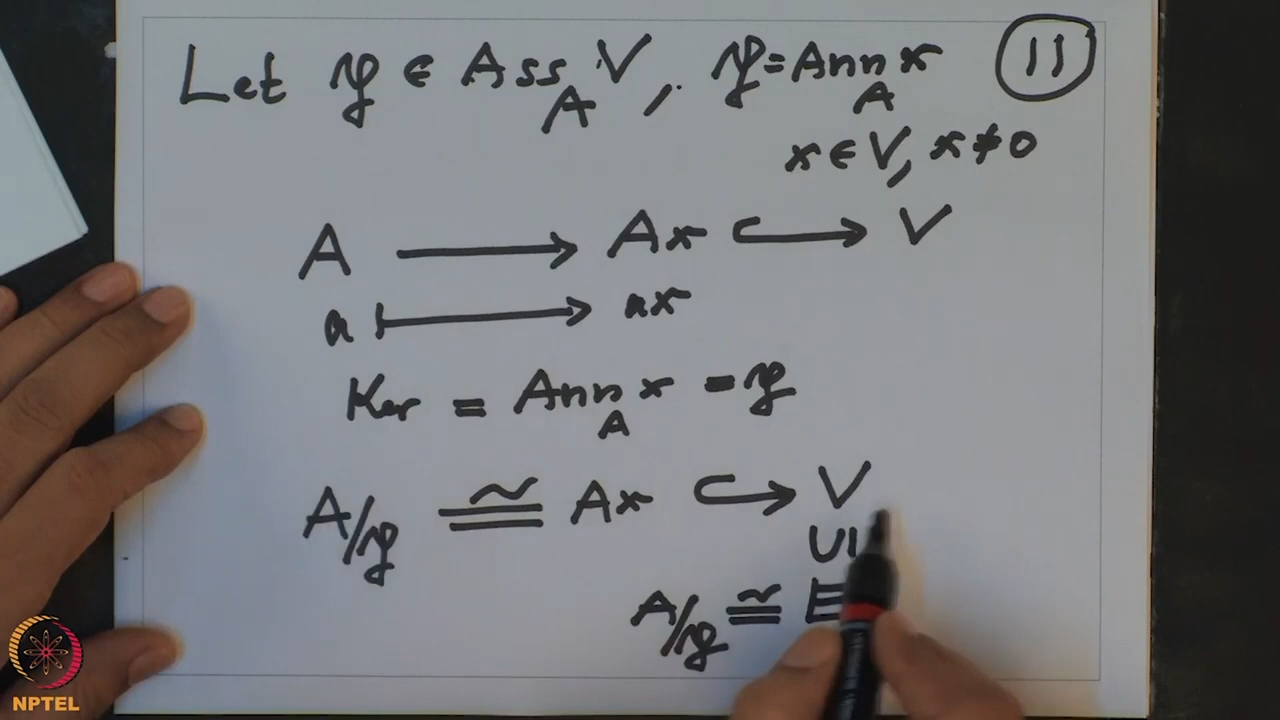 Let 𝔭 ∈ Ass_A V, 𝔭 = Ann_A x (11)
x ∈ V, x ≠ 0
A ⟶ Ax ↪ V
a ⟼ ax
Ker = Ann_A x = 𝔭
A/𝔭 ≅ Ax ↪ V
∪|
A/𝔭 ≅ E
NPTEL